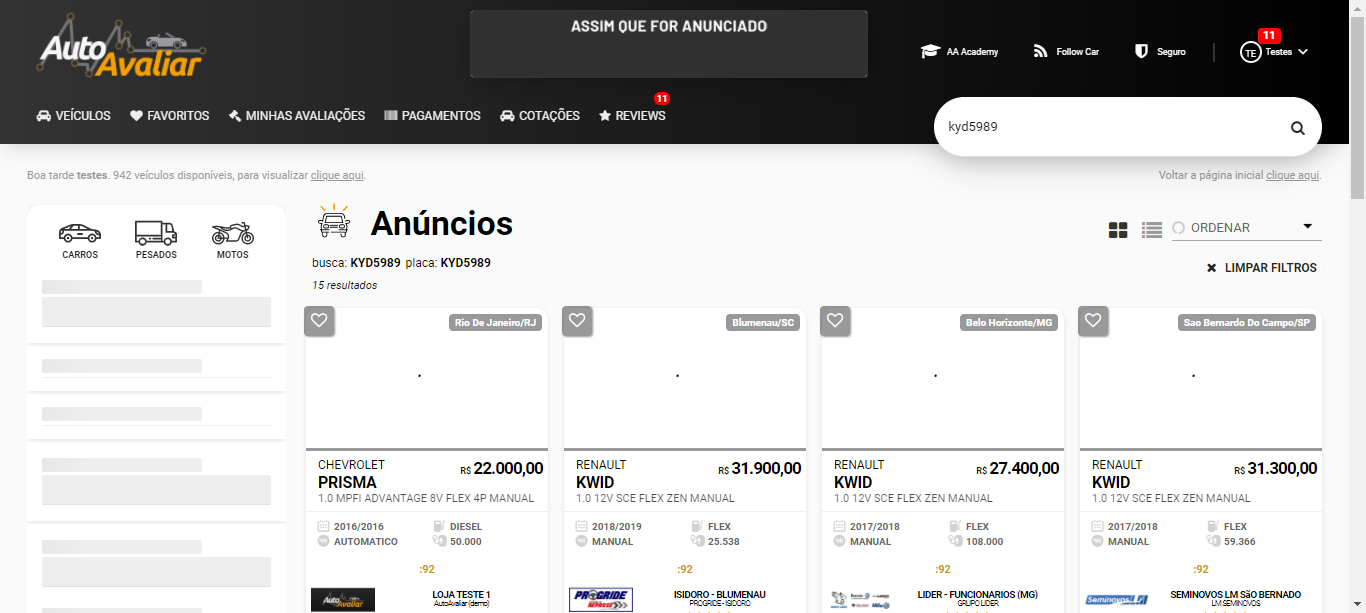 Auto
Avaliar
ASSIM QUE FOR ANUNCIADO
AA Academy
Follow Car
Seguro
TE
11
Testes
VEÍCULOS
FAVORITOS
MINHAS AVALIAÇÕES
PAGAMENTOS
COTAÇÕES
REVIEWS
11
kyd5989
Boa tarde testes. 942 veículos disponíveis, para visualizar clique aqui.
Voltar a página inicial clique aqui.
CARROS
PESADOS
MOTOS
Anúncios
ORDENAR
busca: KYD5989 placa: KYD5989
LIMPAR FILTROS
15 resultados
Rio De Janeiro/RJ
CHEVROLET
R$ 22.000,00
PRISMA
1.0 MPFI ADVANTAGE 8V FLEX 4P MANUAL
2016/2016
DIESEL
AUTOMATICO
50.000
:92
AutoAvaliar
LOJA TESTE 1
AutoAvaliar (demo)
Blumenau/SC
RENAULT
R$ 31.900,00
KWID
1.0 12V SCE FLEX ZEN MANUAL
2018/2019
FLEX
MANUAL
25.538
:92
PROGRIDE
REPASSE
ISIDORO - BLUMENAU
PROGRIDE - ISIDORO
Belo Horizonte/MG
RENAULT
R$ 27.400,00
KWID
1.0 12V SCE FLEX ZEN MANUAL
2017/2018
FLEX
MANUAL
108.000
:92
LIDER - FUNCIONARIOS (MG)
GRUPO LIDER
Sao Bernardo Do Campo/SP
RENAULT
R$ 31.300,00
KWID
1.0 12V SCE FLEX ZEN MANUAL
2017/2018
FLEX
MANUAL
59.366
:92
Seminovos LM
SEMINOVOS LM SãO BERNARDO
LM SEMINOVOS